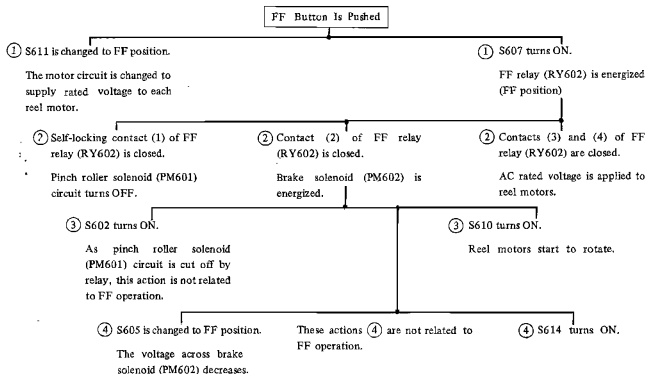 FF Button Is Pushed
① S611 is changed to FF position.
The motor circuit is changed to
supply rated voltage to each
reel motor.
① S607 turns ON.
FF relay (RY602) is energized
(FF position)
② Self-locking contact (1) of FF
relay (RY602) is closed.
Pinch roller solenoid (PM601)
circuit turns OFF.
② Contact (2) of FF relay
(RY602) is closed.
Brake solenoid (PM602) is
energized.
② Contacts (3) and (4) of FF
relay (RY602) are closed.
AC rated voltage is applied to
reel motors.
③ S602 turns ON.
As pinch roller solenoid
(PM601) circuit is cut off by
relay, this action is not related
to FF operation.
③ S610 turns ON.
Reel motors start to rotate.
④ S605 is changed to FF position.
The voltage across brake
solenoid (PM602) decreases.
These actions ④ are not related to
FF operation.
④ S614 turns ON.